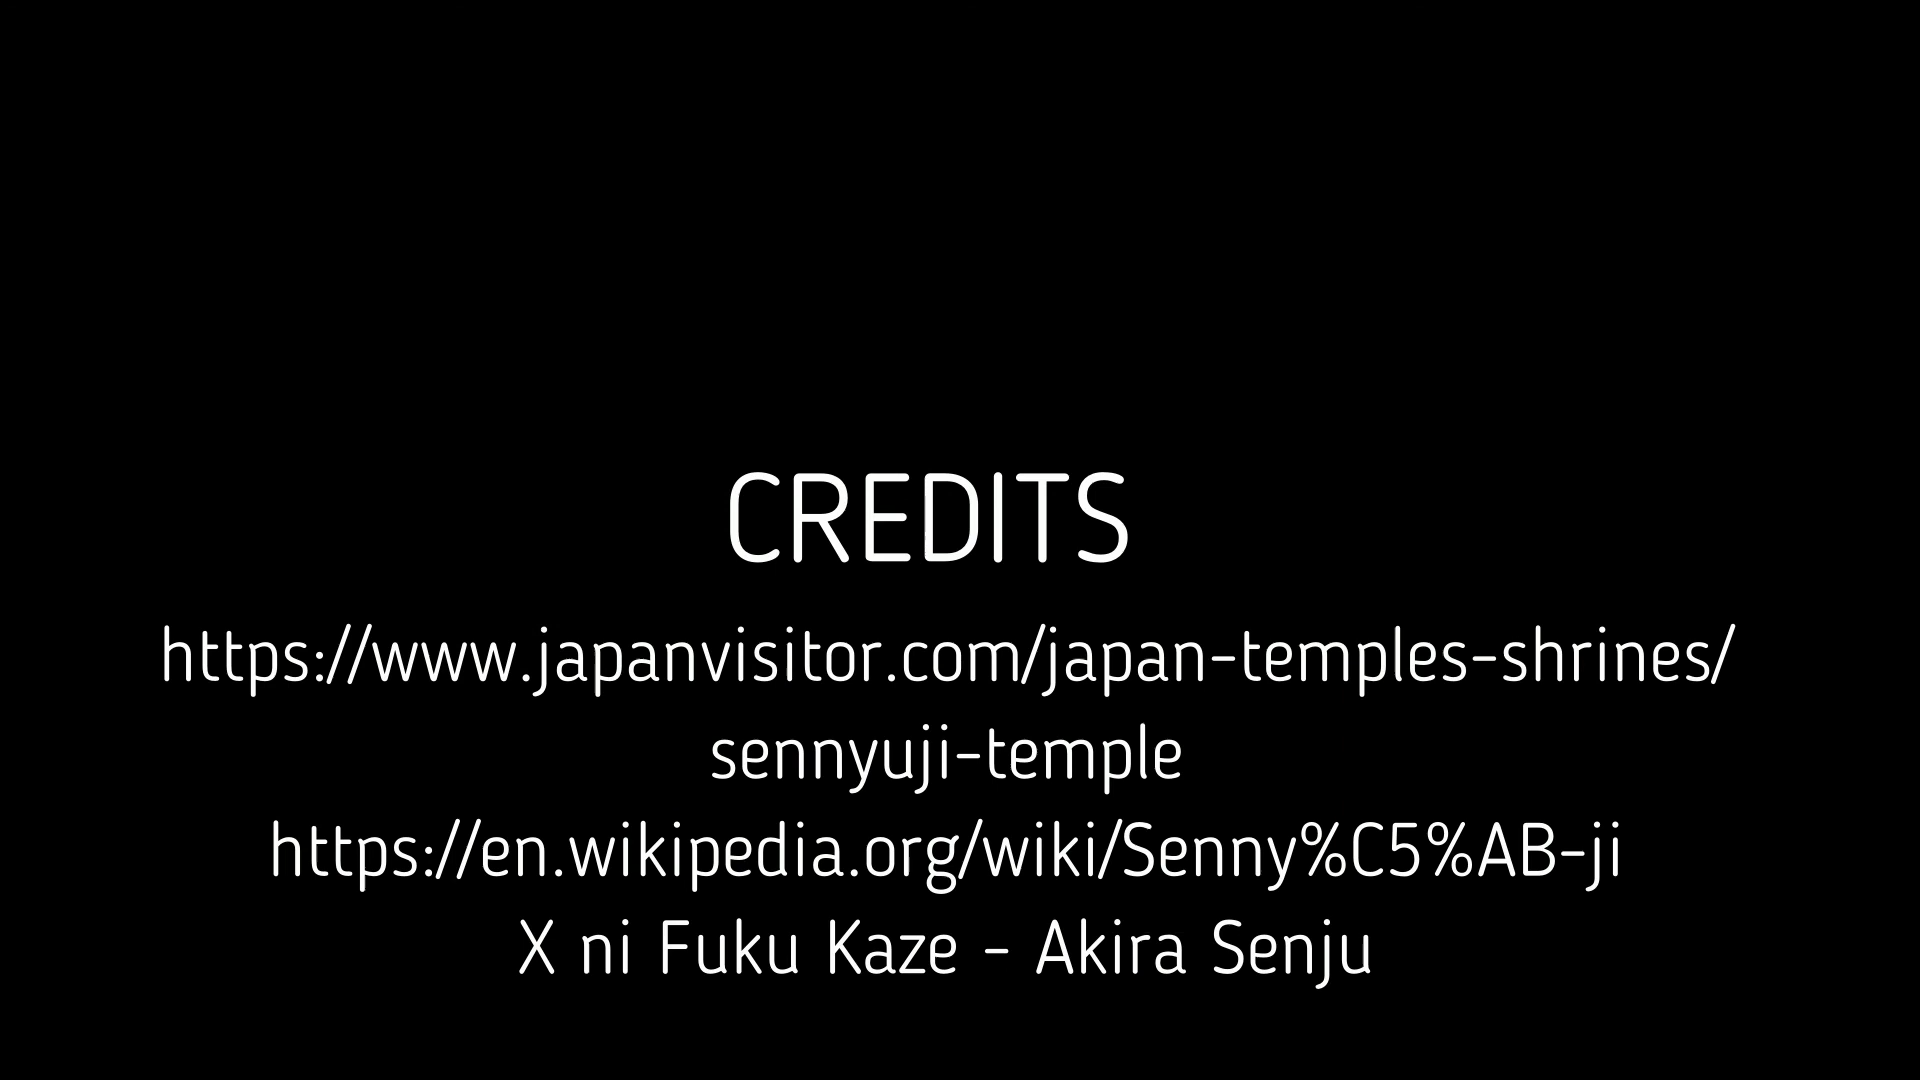 CREDITS
https://www.japanvisitor.com/japan-temples-shrines/
sennyuji-temple
https://en.wikipedia.org/wiki/Senny%C5%AB-ji
X ni Fuku Kaze - Akira Senju